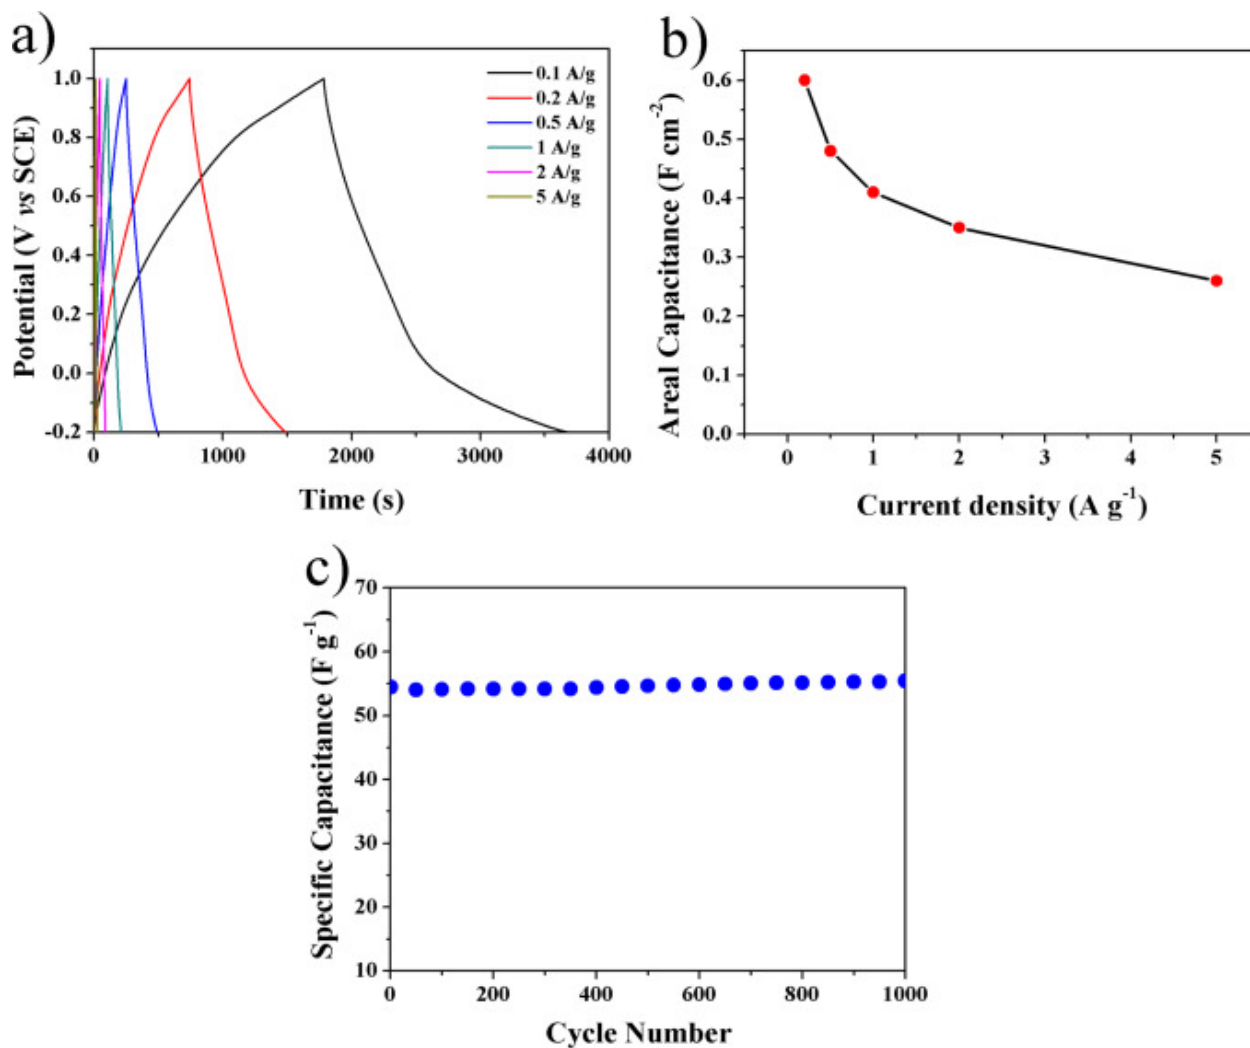 a)
1.0
0.8
0.6
0.4
0.2
0.0
-0.2
Potential (V vs SCE)
0.1 A/g
0.2 A/g
0.5 A/g
1 A/g
2 A/g
5 A/g
0 1000 2000 3000 4000
Time (s)
b)
0.6
0.5
0.4
0.3
0.2
0.1
0.0
Areal Capacitance (F cm-2)
0 1 2 3 4 5
Current density (A g-1)
c)
70
60
50
40
30
20
10
Specific Capacitance (F g-1)
0 200 400 600 800 1000
Cycle Number